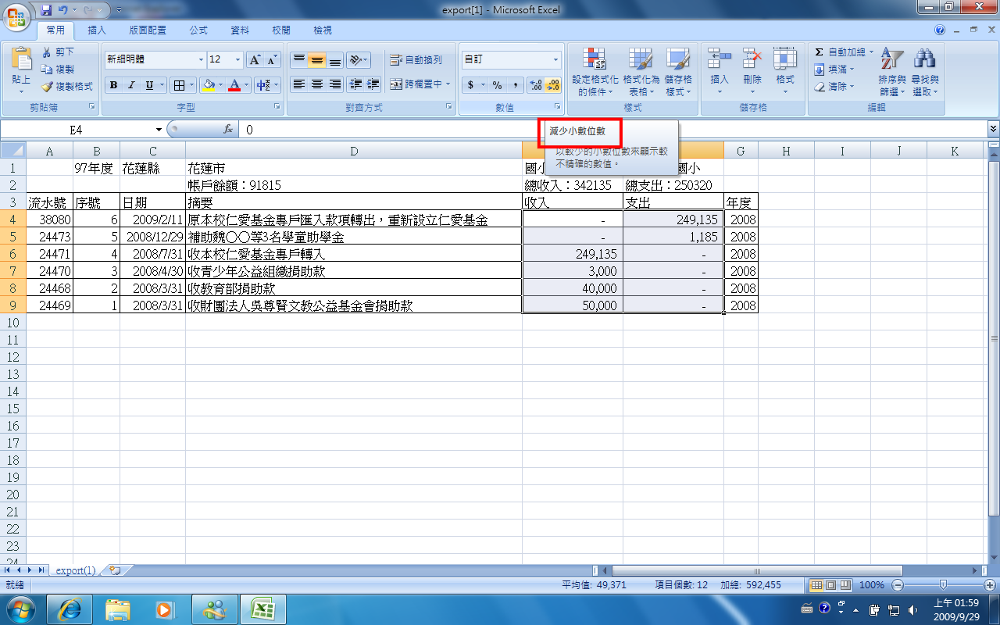 export[1] - Microsoft Excel
常用 插入 版面配置 公式 資料 校閱 檢視
貼上 剪下 複製 複製格式
新細明體 12
B I U
自動換列
跨欄置中
自訂
$ % ,
設定格式化的條件 格式化為表格 儲存格樣式
插入 刪除 格式
Σ 自動加總
填滿
清除
排序與篩選 尋找與選取
剪貼簿 字型 對齊方式 數值 樣式 儲存格 編輯
E4 fx 0
減少小數位數
以較少的小數位數來顯示較
不精確的數值。
A B C D G H I J K
1 97年度 花蓮縣 花蓮市 國小 國小
2 帳戶餘額：91815 總收入：342135 總支出：250320
3 流水號 序號 日期 摘要 收入 支出 年度
4 38080 6 2009/2/11 原本校仁愛基金專戶匯入款項轉出，重新設立仁愛基金 - 249,135 2008
5 24473 5 2008/12/29 補助魏○○等3名學童助學金 - 1,185 2008
6 24471 4 2008/7/31 收本校仁愛基金專戶轉入 249,135 - 2008
7 24470 3 2008/4/30 收青少年公益組織捐助款 3,000 - 2008
8 24468 2 2008/3/31 收教育部捐助款 40,000 - 2008
9 24469 1 2008/3/31 收財團法人吳尊賢文教公益基金會捐助款 50,000 - 2008
10
11
12
13
14
15
16
17
18
19
20
21
22
23
24
export(1)
就緒 平均值: 49,371 項目個數: 12 加總: 592,455 100%
上午 01:59
2009/9/29